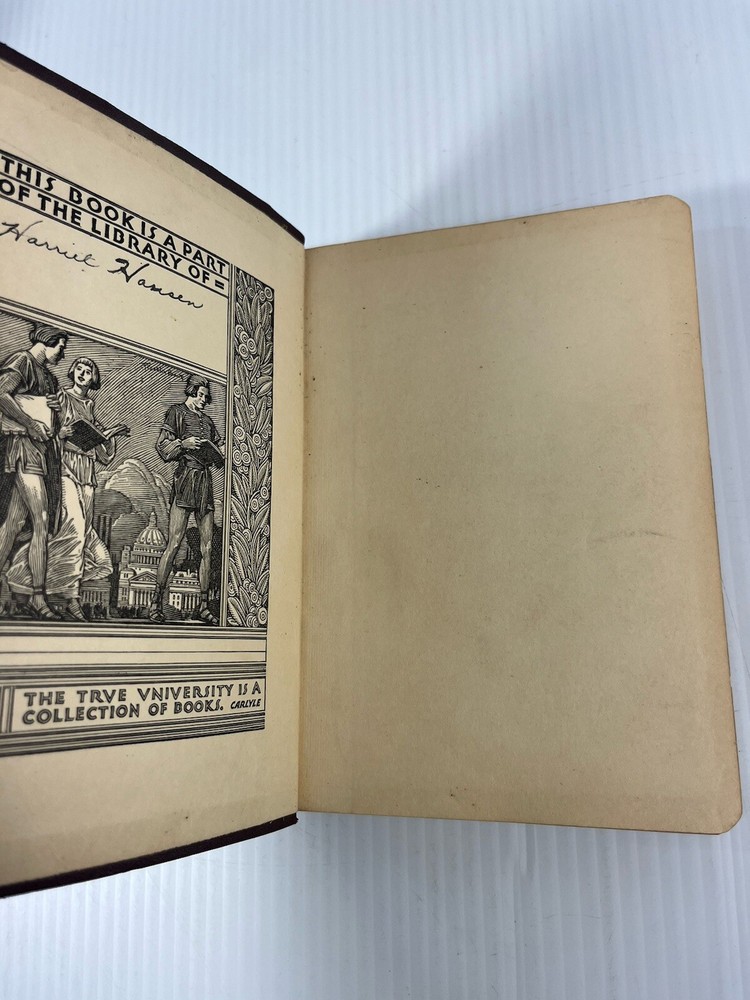 THIS BOOK IS A PART
OF THE LIBRARY OF =
Harriet Hansen
THE TRVE VNIVERSITY IS A
COLLECTION OF BOOKS. CARLYLE